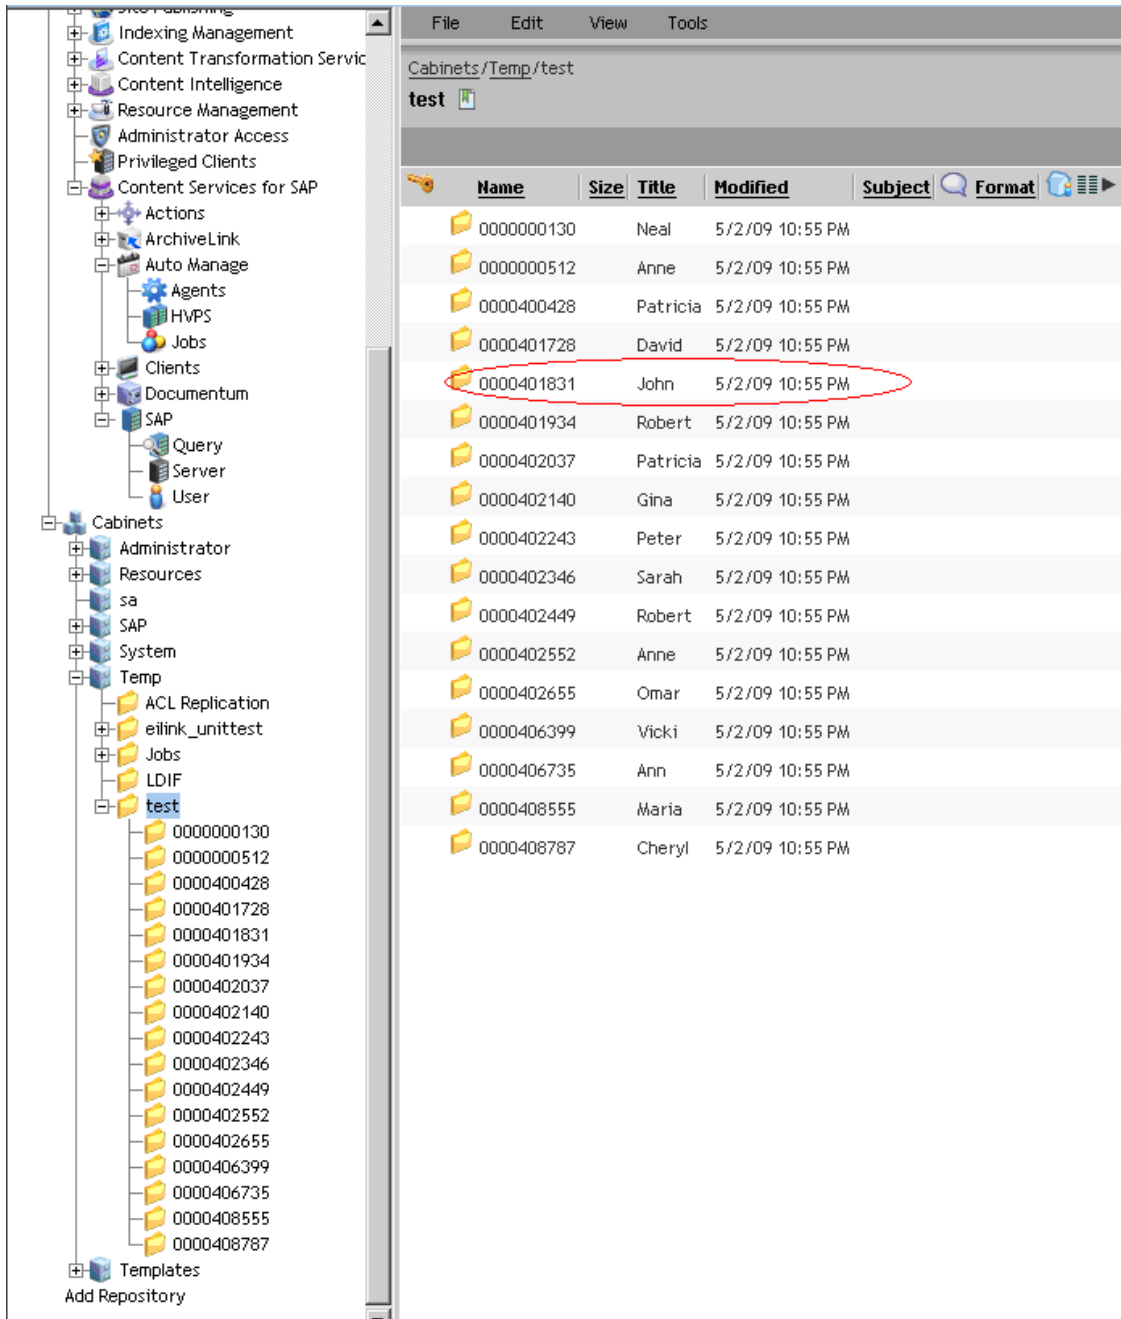 Indexing Management
Content Transformation Servic
Content Intelligence
Resource Management
Administrator Access
Privileged Clients
Content Services for SAP
Actions
ArchiveLink
Auto Manage
Agents
HVPS
Jobs
Clients
Documentum
SAP
Query
Server
User
Cabinets
Administrator
Resources
sa
SAP
System
Temp
ACL Replication
eilink_unittest
Jobs
LDIF
test
0000000130
0000000512
0000400428
0000401728
0000401831
0000401934
0000402037
0000402140
0000402243
0000402346
0000402449
0000402552
0000402655
0000406399
0000406735
0000408555
0000408787
Templates
Add Repository
File Edit View Tools
Cabinets/Temp/test
test
Name Size Title Modified Subject Format
0000000130 Neal 5/2/09 10:55 PM
0000000512 Anne 5/2/09 10:55 PM
0000400428 Patricia 5/2/09 10:55 PM
0000401728 David 5/2/09 10:55 PM
0000401831 John 5/2/09 10:55 PM
0000401934 Robert 5/2/09 10:55 PM
0000402037 Patricia 5/2/09 10:55 PM
0000402140 Gina 5/2/09 10:55 PM
0000402243 Peter 5/2/09 10:55 PM
0000402346 Sarah 5/2/09 10:55 PM
0000402449 Robert 5/2/09 10:55 PM
0000402552 Anne 5/2/09 10:55 PM
0000402655 Omar 5/2/09 10:55 PM
0000406399 Vicki 5/2/09 10:55 PM
0000406735 Ann 5/2/09 10:55 PM
0000408555 Maria 5/2/09 10:55 PM
0000408787 Cheryl 5/2/09 10:55 PM